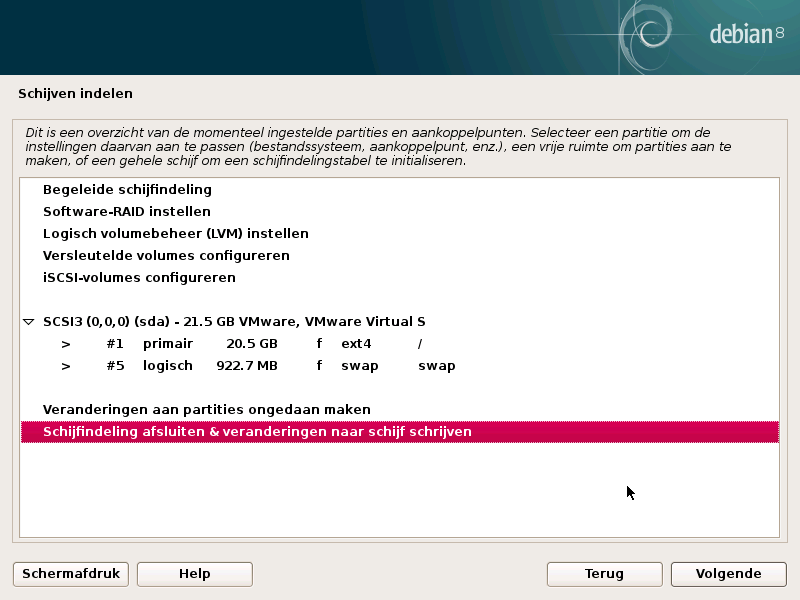 debian 8
Schijven indelen
Dit is een overzicht van de momenteel ingestelde partities en aankoppelpunten. Selecteer een partitie om de
instellingen daarvan aan te passen (bestandssysteem, aankoppelpunt, enz.), een vrije ruimte om partities aan te
maken, of een gehele schijf om een schijfindelingstabel te initialiseren.
Begeleide schijfindeling
Software-RAID instellen
Logisch volumebeheer (LVM) instellen
Versleutelde volumes configureren
iSCSI-volumes configureren
SCSI3 (0,0,0) (sda) - 21.5 GB VMware, VMware Virtual S
> #1 primair 20.5 GB f ext4 /
> #5 logisch 922.7 MB f swap swap
Veranderingen aan partities ongedaan maken
Schijfindeling afsluiten & veranderingen naar schijf schrijven
Schermafdruk Help Terug Volgende